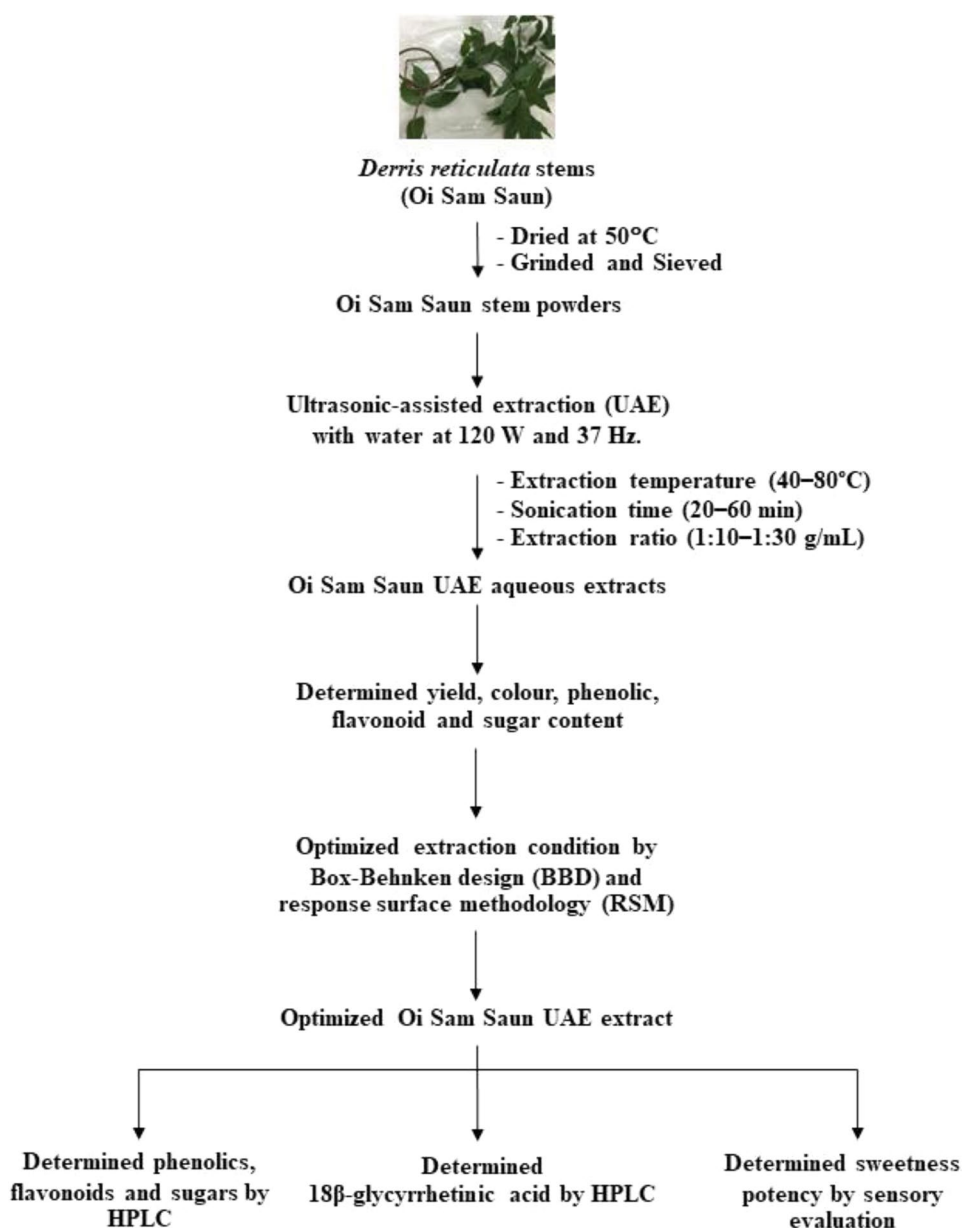 Derris reticulata stems
(Oi Sam Saun)
- Dried at 50°C
- Grinded and Sieved
Oi Sam Saun stem powders
Ultrasonic-assisted extraction (UAE)
with water at 120 W and 37 Hz.
- Extraction temperature (40–80°C)
- Sonication time (20–60 min)
- Extraction ratio (1:10–1:30 g/mL)
Oi Sam Saun UAE aqueous extracts
Determined yield, colour, phenolic,
flavonoid and sugar content
Optimized extraction condition by
Box-Behnken design (BBD) and
response surface methodology (RSM)
Optimized Oi Sam Saun UAE extract
Determined phenolics,
flavonoids and sugars by
HPLC
Determined
18β-glycyrrhetinic acid by HPLC
Determined sweetness
potency by sensory
evaluation